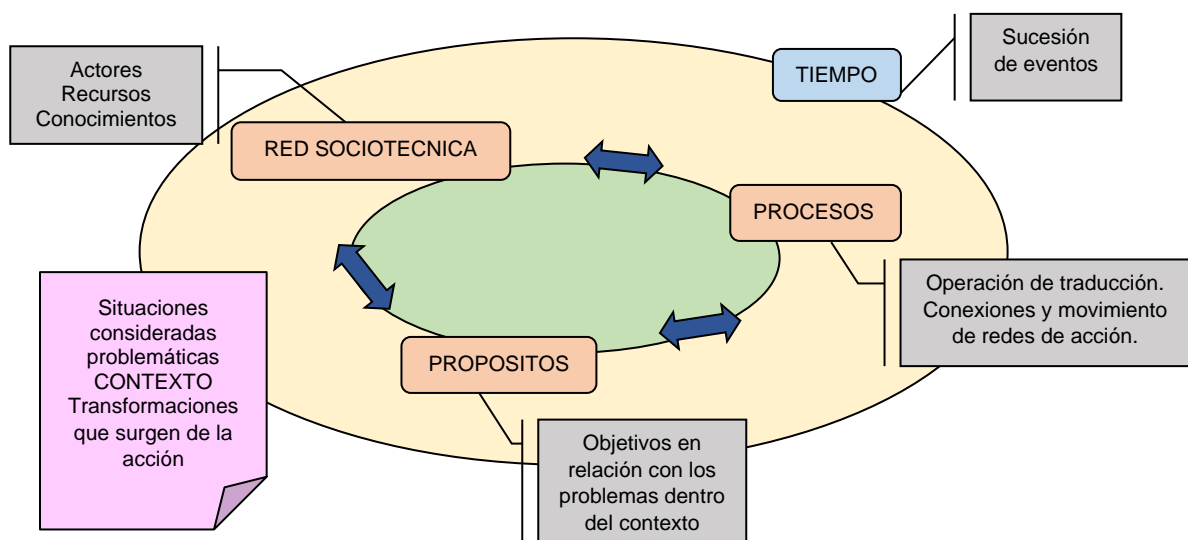 Actores
Recursos
Conocimientos
RED SOCIOTECNICA
TIEMPO
Sucesión
de eventos
PROCESOS
Operación de traducción.
Conexiones y movimiento
de redes de acción.
Situaciones
consideradas
problemáticas
CONTEXTO
Transformaciones
que surgen de la
acción
PROPOSITOS
Objetivos en
relación con los
problemas dentro
del contexto